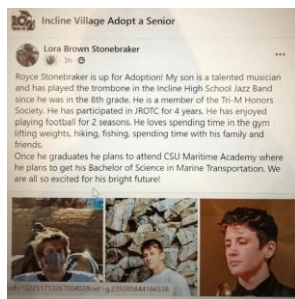 2021
Incline Village Adopt a Senior
Lora Brown Stonebraker
3h
Royce Stonebraker is up for Adoption! My son is a talented musician
and has played the trombone in the Incline High School Jazz Band
since he was in the 8th grade. He is a member of the Tri-M Honors
Society. He has participated in JROTC for 4 years. He has enjoyed
playing football for 2 seasons. He loves spending time in the gym
lifting weights, hiking, fishing, spending time with his family and
friends.
Once he graduates he plans to attend CSU Maritime Academy where
he plans to get his Bachelor of Science in Marine Transportation. We
are all so excited for his bright future!